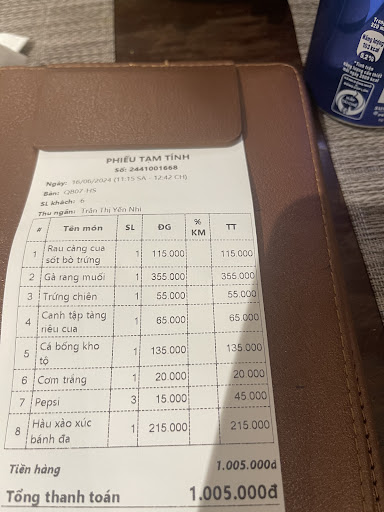 PHIẾU TẠM TÍNH
Số: 2441001668
Ngày: 16/06/2024 (11:15 SA - 12:42 CH)
Bàn: QB07-HS
SL khách: 6
Thu ngân: Trần Thị Yến Nhi
# Tên món SL ĐG % KM TT
1 Rau càng cua sốt bò trứng 1 115.000 115.000
2 Gà rang muối 1 355.000 355.000
3 Trứng chiên 1 55.000 55.000
4 Canh tập tàng riêu cua 1 65.000 65.000
5 Cá bống kho tộ 1 135.000 135.000
6 Cơm trắng 1 20.000 20.000
7 Pepsi 3 15.000 45.000
8 Hàu xào xúc bánh đa 1 215.000 215.000
Tiền hàng 1.005.000đ
Tổng thanh toán 1.005.000đ